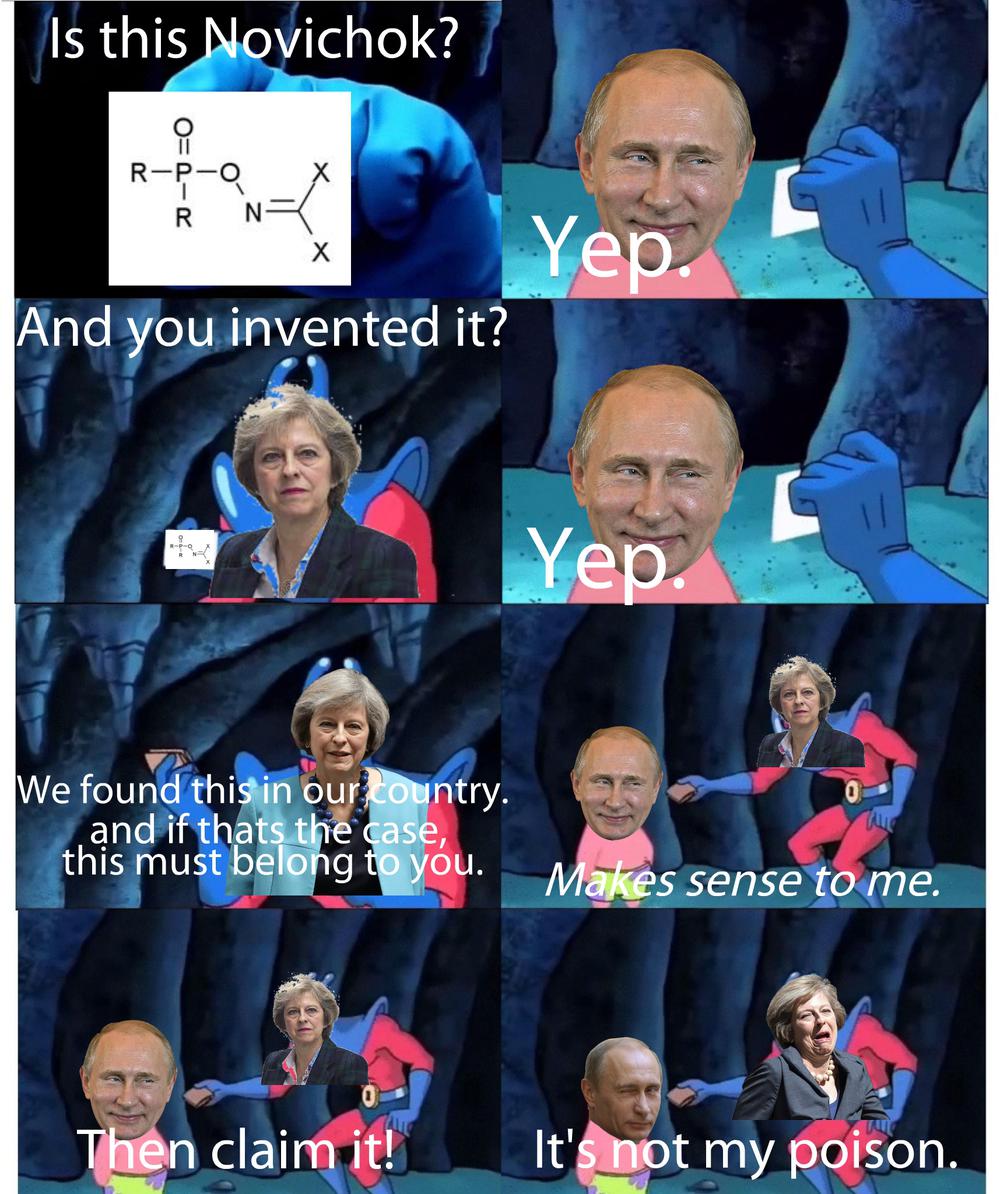 Is this Novichok?
O
R P O X
R N X
Yep.
And you invented it?
O
R P O X
R N X
Yep.
We found this in our country.
and if thats the case,
this must belong to you.
Makes sense to me.
Then claim it!
It's not my poison.